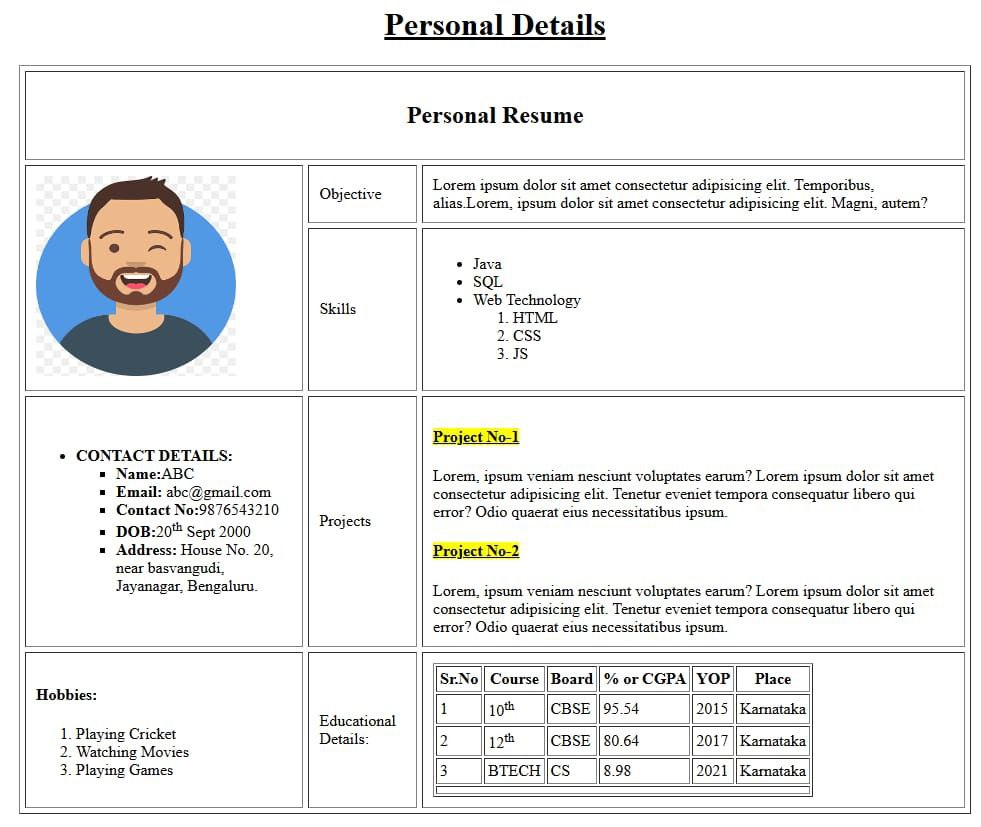 Personal Details
Personal Resume
Objective
Lorem ipsum dolor sit amet consectetur adipisicing elit. Temporibus,
alias.Lorem, ipsum dolor sit amet consectetur adipisicing elit. Magni, autem?
Skills
• Java
• SQL
• Web Technology
1. HTML
2. CSS
3. JS
• CONTACT DETAILS:
▪ Name:ABC
▪ Email: abc@gmail.com
▪ Contact No:9876543210
▪ DOB:20th Sept 2000
▪ Address: House No. 20,
near basvangudi,
Jayanagar, Bengaluru.
Projects
Project No-1
Lorem, ipsum veniam nesciunt voluptates earum? Lorem ipsum dolor sit amet
consectetur adipisicing elit. Tenetur eveniet tempora consequatur libero qui
error? Odio quaerat eius necessitatibus ipsum.
Project No-2
Lorem, ipsum veniam nesciunt voluptates earum? Lorem ipsum dolor sit amet
consectetur adipisicing elit. Tenetur eveniet tempora consequatur libero qui
error? Odio quaerat eius necessitatibus ipsum.
Hobbies:
1. Playing Cricket
2. Watching Movies
3. Playing Games
Educational
Details:
Sr.No Course Board % or CGPA YOP Place
1 10th CBSE 95.54 2015 Karnataka
2 12th CBSE 80.64 2017 Karnataka
3 BTECH CS 8.98 2021 Karnataka